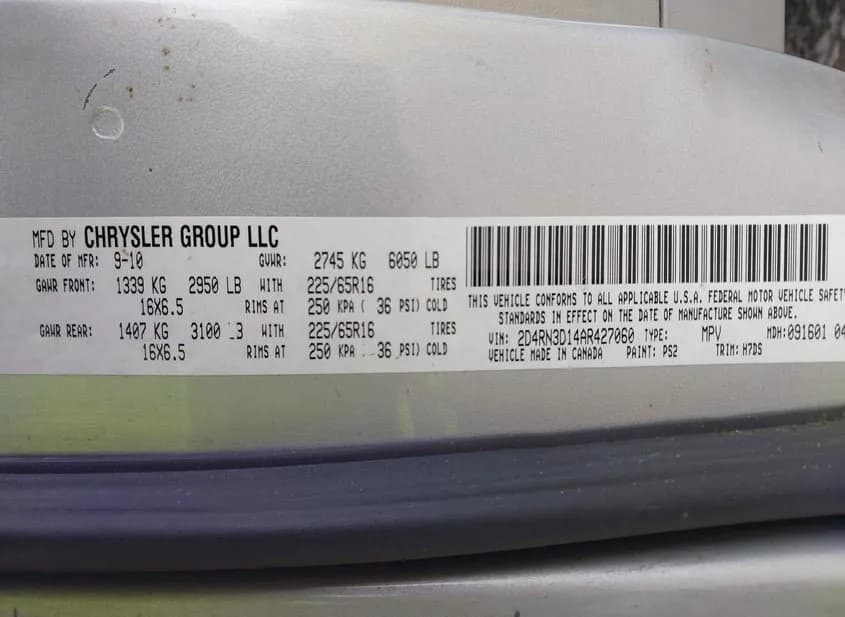 MFD BY CHRYSLER GROUP LLC
DATE OF MFR: 9-10 GVWR: 2745 KG 6050 LB
GAWR FRONT: 1339 KG 2950 LB WITH 225/65R16 TIRES
16X6.5 RIMS AT 250 KPA ( 36 PSI) COLD
GAWR REAR: 1407 KG 3100 WITH 225/65R16 TIRES
16X6.5 RIMS AT 250 KPA 36 PSI) COLD
THIS VEHICLE CONFORMS TO ALL APPLICABLE U.S.A. FEDERAL MOTOR VEHICLE SAFETY
STANDARDS IN EFFECT ON THE DATE OF MANUFACTURE SHOWN ABOVE.
VIN: 2D4RN3D14AR427060 TYPE: MPV MDH: 091601 04
VEHICLE MADE IN CANADA PAINT: PS2 TRIM: H7DS